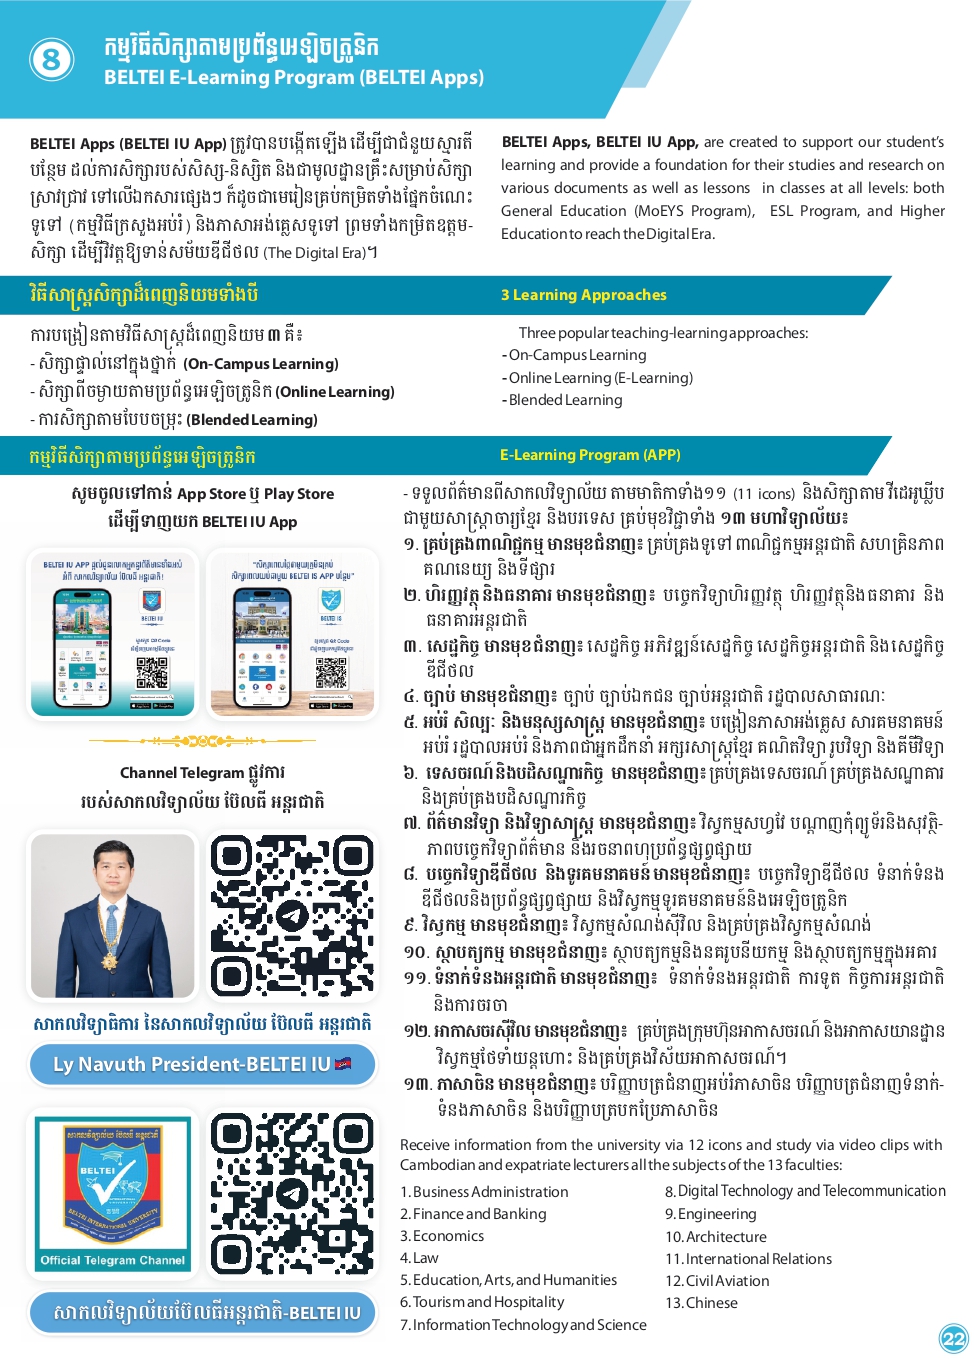 8
កម្មវិធីសិក្សាតាមប្រព័ន្ធអេឡិចត្រូនិក
BELTEI E-Learning Program (BELTEI Apps)
BELTEI Apps (BELTEI IU App) ត្រូវបានបង្កើតឡើង ដើម្បីជាជំនួយស្មារតី
បន្ថែម ដល់ការសិក្សារបស់សិស្ស-និស្សិត និងជាមូលដ្ឋានគ្រឹះសម្រាប់សិក្សា
ស្រាវជ្រាវ ទៅលើឯកសារផ្សេងៗ ក៏ដូចជាមេរៀនគ្រប់កម្រិតទាំងផ្នែកចំណេះ
ទូទៅ (កម្មវិធីក្រសួងអប់រំ) និងភាសាអង់គ្លេសទូទៅ ព្រមទាំងកម្រិតឧត្តម-
សិក្សា ដើម្បីវិវត្តឱ្យទាន់សម័យឌីជីថល (The Digital Era)។
BELTEI Apps, BELTEI IU App, are created to support our student’s
learning and provide a foundation for their studies and research on
various documents as well as lessons in classes at all levels: both
General Education (MoEYS Program), ESL Program, and Higher
Education to reach the Digital Era.
វិធីសាស្ត្រសិក្សាដ៏ពេញនិយមទាំងបី
3 Learning Approaches
ការបង្រៀនតាមវិធីសាស្ត្រដ៏ពេញនិយម ៣ គឺ៖
- សិក្សាផ្ទាល់នៅក្នុងថ្នាក់ (On-Campus Learning)
- សិក្សាពីចម្ងាយតាមប្រព័ន្ធអេឡិចត្រូនិក (Online Learning)
- ការសិក្សាតាមបែបចម្រុះ (Blended Learning)
Three popular teaching-learning approaches:
- On-Campus Learning
- Online Learning (E-Learning)
- Blended Learning
កម្មវិធីសិក្សាតាមប្រព័ន្ធអេឡិចត្រូនិក
E-Learning Program (APP)
សូមចូលទៅកាន់ App Store ឬ Play Store
ដើម្បីទាញយក BELTEI IU App
BELTEI IU
BELTEI IS
Channel Telegram ផ្លូវការ
របស់សាកលវិទ្យាល័យ ប៊ែលធី អន្តរជាតិ
សាកលវិទ្យាធិការ នៃសាកលវិទ្យាល័យ ប៊ែលធី អន្តរជាតិ
Ly Navuth President-BELTEI IU
សាកលវិទ្យាល័យ ប៊ែលធី អន្តរជាតិ
BELTEI
BELTEI INTERNATIONAL UNIVERSITY
Official Telegram Channel
សាកលវិទ្យាល័យប៊ែលធីអន្តរជាតិ-BELTEI IU
- ទទួលព័ត៌មានពីសាកលវិទ្យាល័យ តាមមាតិកាទាំង១១ (11 icons) និងសិក្សាតាម វីដេអូឃ្លីប
ជាមួយសាស្ត្រាចារ្យខ្មែរ និងបរទេស គ្រប់មុខវិជ្ជាទាំង ១៣ មហាវិទ្យាល័យ៖
១. គ្រប់គ្រងពាណិជ្ជកម្ម មានមុខជំនាញ៖ គ្រប់គ្រងទូទៅ ពាណិជ្ជកម្មអន្តរជាតិ សហគ្រិនភាព
គណនេយ្យ និងទីផ្សារ
២. ហិរញ្ញវត្ថុ និងធនាគារ មានមុខជំនាញ៖ បច្ចេកវិទ្យាហិរញ្ញវត្ថុ ហិរញ្ញវត្ថុនិងធនាគារ និង
ធនាគារអន្តរជាតិ
៣. សេដ្ឋកិច្ច មានមុខជំនាញ៖ សេដ្ឋកិច្ច អភិវឌ្ឍន៍សេដ្ឋកិច្ច សេដ្ឋកិច្ចអន្តរជាតិ និងសេដ្ឋកិច្ច
ឌីជីថល
៤. ច្បាប់ មានមុខជំនាញ៖ ច្បាប់ ច្បាប់ឯកជន ច្បាប់អន្តរជាតិ រដ្ឋបាលសាធារណៈ
៥. អប់រំ សិល្បៈ និងមនុស្សសាស្ត្រ មានមុខជំនាញ៖ បង្រៀនភាសាអង់គ្លេស សារគមនាគមន៍
អប់រំ រដ្ឋបាលអប់រំ និងភាពជាអ្នកដឹកនាំ អក្សរសាស្ត្រខ្មែរ គណិតវិទ្យា រូបវិទ្យា និងគីមីវិទ្យា
៦. ទេសចរណ៍ និងបដិសណ្ឋារកិច្ច មានមុខជំនាញ៖ គ្រប់គ្រងទេសចរណ៍ គ្រប់គ្រងសណ្ឋាគារ
និងគ្រប់គ្រងបដិសណ្ឋារកិច្ច
៧. ព័ត៌មានវិទ្យា និងវិទ្យាសាស្ត្រ មានមុខជំនាញ៖ វិស្វកម្មសហ្វវែ បណ្តាញកុំព្យូទ័រនិងសុវត្ថិ-
ភាពបច្ចេកវិទ្យាព័ត៌មាន និងរចនាពហុប្រព័ន្ធផ្សព្វផ្សាយ
៨. បច្ចេកវិទ្យាឌីជីថល និងទូរគមនាគមន៍ មានមុខជំនាញ៖ បច្ចេកវិទ្យាឌីជីថល ទំនាក់ទំនង
ឌីជីថលនិងប្រព័ន្ធផ្សព្វផ្សាយ និងវិស្វកម្មទូរគមនាគមន៍និងអេឡិចត្រូនិក
៩. វិស្វកម្ម មានមុខជំនាញ៖ វិស្វកម្មសំណង់ស៊ីវិល និងគ្រប់គ្រងវិស្វកម្មសំណង់
១០. ស្ថាបត្យកម្ម មានមុខជំនាញ៖ ស្ថាបត្យកម្មនិងនគរូបនីយកម្ម និងស្ថាបត្យកម្មក្នុងអគារ
១១. ទំនាក់ទំនងអន្តរជាតិ មានមុខជំនាញ៖ ទំនាក់ទំនងអន្តរជាតិ ការទូត កិច្ចការអន្តរជាតិ
និងការចរចា
១២. អាកាសចរស៊ីវិល មានមុខជំនាញ៖ គ្រប់គ្រងក្រុមហ៊ុនអាកាសចរណ៍ និងអាកាសយានដ្ឋាន
វិស្វកម្មថែទាំយន្តហោះ និងគ្រប់គ្រងវិស័យអាកាសចរណ៍។
១៣. ភាសាចិន មានមុខជំនាញ៖ បរិញ្ញាបត្រជំនាញអប់រំភាសាចិន បរិញ្ញាបត្រជំនាញទំនាក់-
ទំនងភាសាចិន និងបរិញ្ញាបត្របកប្រែភាសាចិន
Receive information from the university via 12 icons and study via video clips with
Cambodian and expatriate lecturers all the subjects of the 13 faculties:
1. Business Administration
2. Finance and Banking
3. Economics
4. Law
5. Education, Arts, and Humanities
6. Tourism and Hospitality
7. Information Technology and Science
8. Digital Technology and Telecommunication
9. Engineering
10. Architecture
11. International Relations
12. Civil Aviation
13. Chinese
22